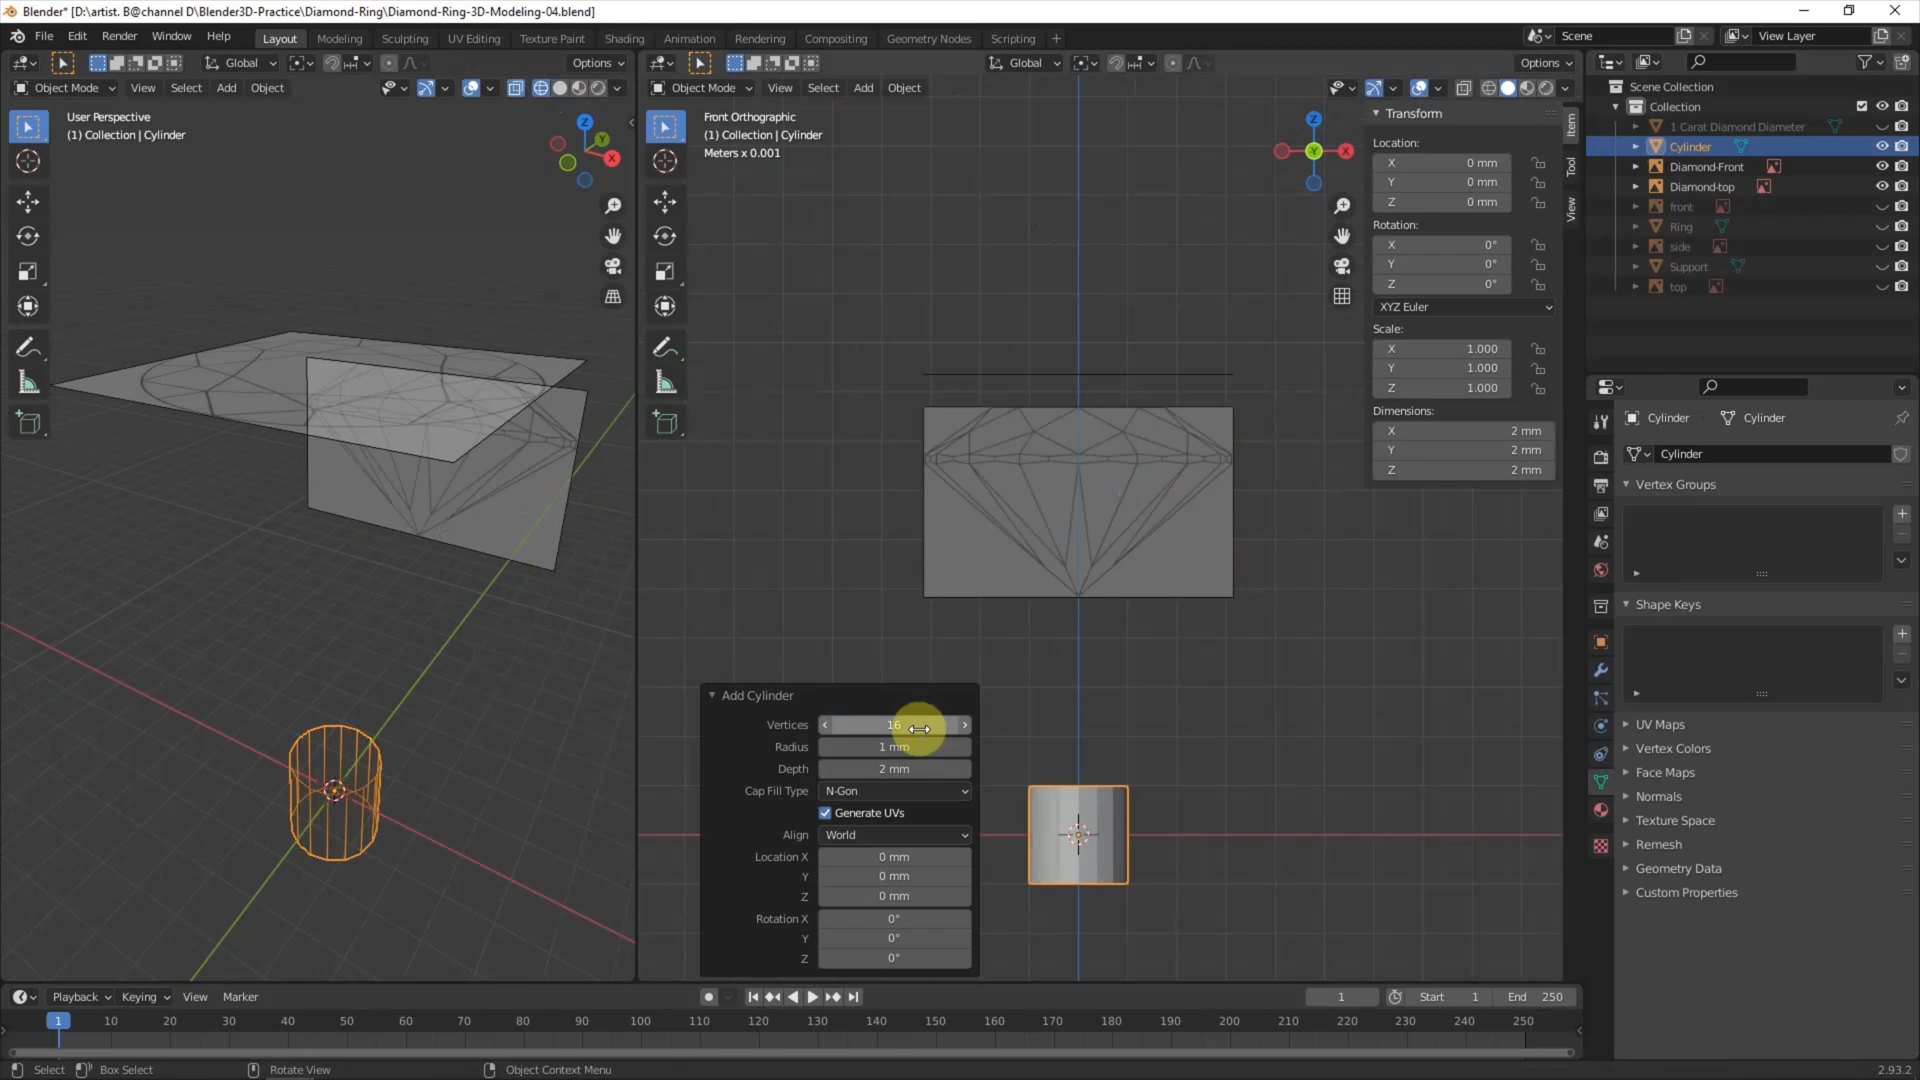 Blender* [D:\artist. B@channel D\Blender3D-Practice\Diamond-Ring\Diamond-Ring-3D-Modeling-04.blend]
File Edit Render Window Help Layout Modeling Sculpting UV Editing Texture Paint Shading Animation Rendering Compositing Geometry Nodes Scripting + Scene View Layer
Global Options Global Options
Object Mode View Select Add Object Object Mode View Select Add Object
User Perspective
(1) Collection | Cylinder
Z
Y
X
Front Orthographic
(1) Collection | Cylinder
Meters x 0.001
Z
Y
X
Transform
Location:
X 0 mm
Y 0 mm
Z 0 mm
Rotation:
X 0°
Y 0°
Z 0°
XYZ Euler
Scale:
X 1.000
Y 1.000
Z 1.000
Dimensions:
X 2 mm
Y 2 mm
Z 2 mm
Item
Tool
View
Scene Collection
Collection
1 Carat Diamond Diameter
Cylinder
Diamond-Front
Diamond-top
front
Ring
side
Support
top
Cylinder Cylinder
Cylinder
Vertex Groups
Shape Keys
UV Maps
Vertex Colors
Face Maps
Normals
Texture Space
Remesh
Geometry Data
Custom Properties
Add Cylinder
Vertices 16
Radius 1 mm
Depth 2 mm
Cap Fill Type N-Gon
Generate UVs
Align World
Location X 0 mm
Y 0 mm
Z 0 mm
Rotation X 0°
Y 0°
Z 0°
Playback Keying View Marker 1 Start 1 End 250
1 10 20 30 40 50 60 70 80 90 100 110 120 130 140 150 160 170 180 190 200 210 220 230 240 250
Select Box Select Rotate View Object Context Menu 2.93.2